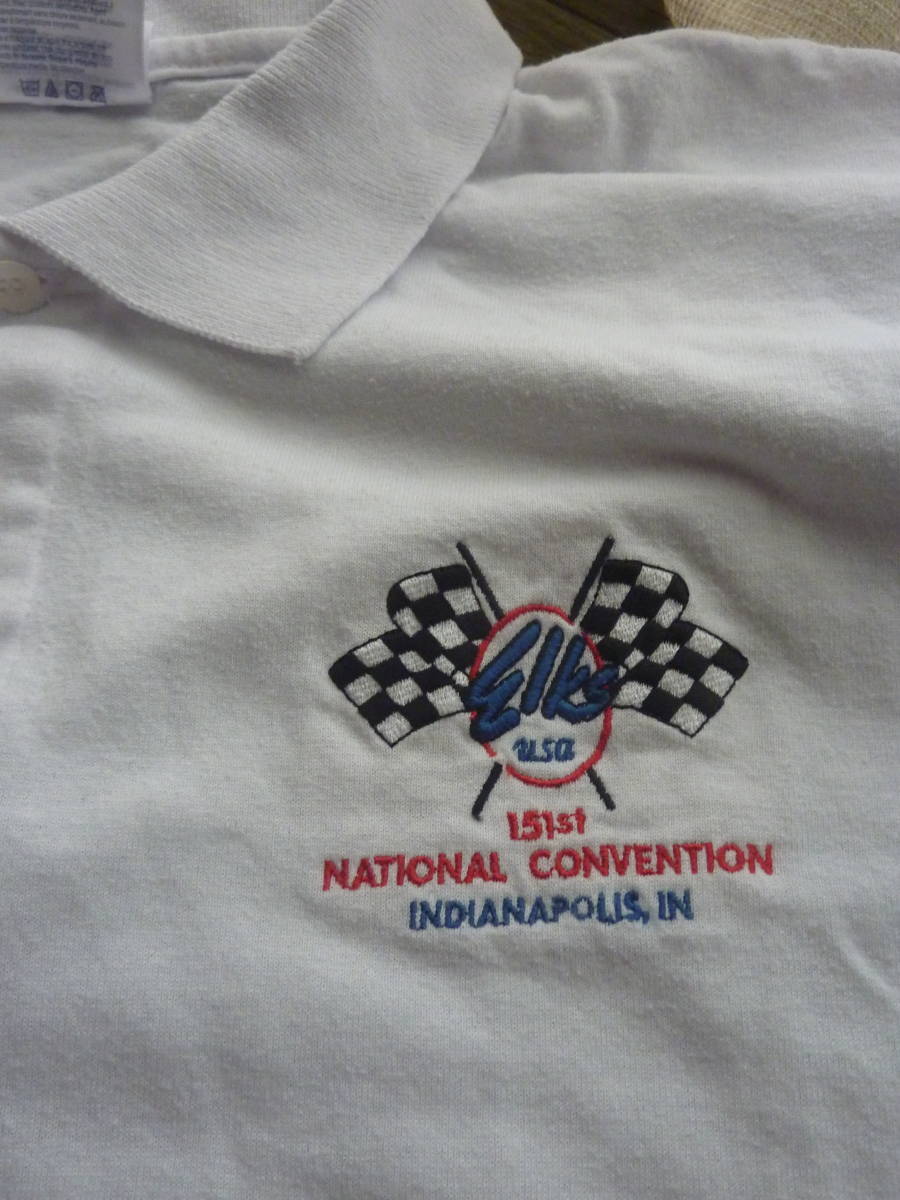 Elks
USA
151st
NATIONAL CONVENTION
INDIANAPOLIS, IN